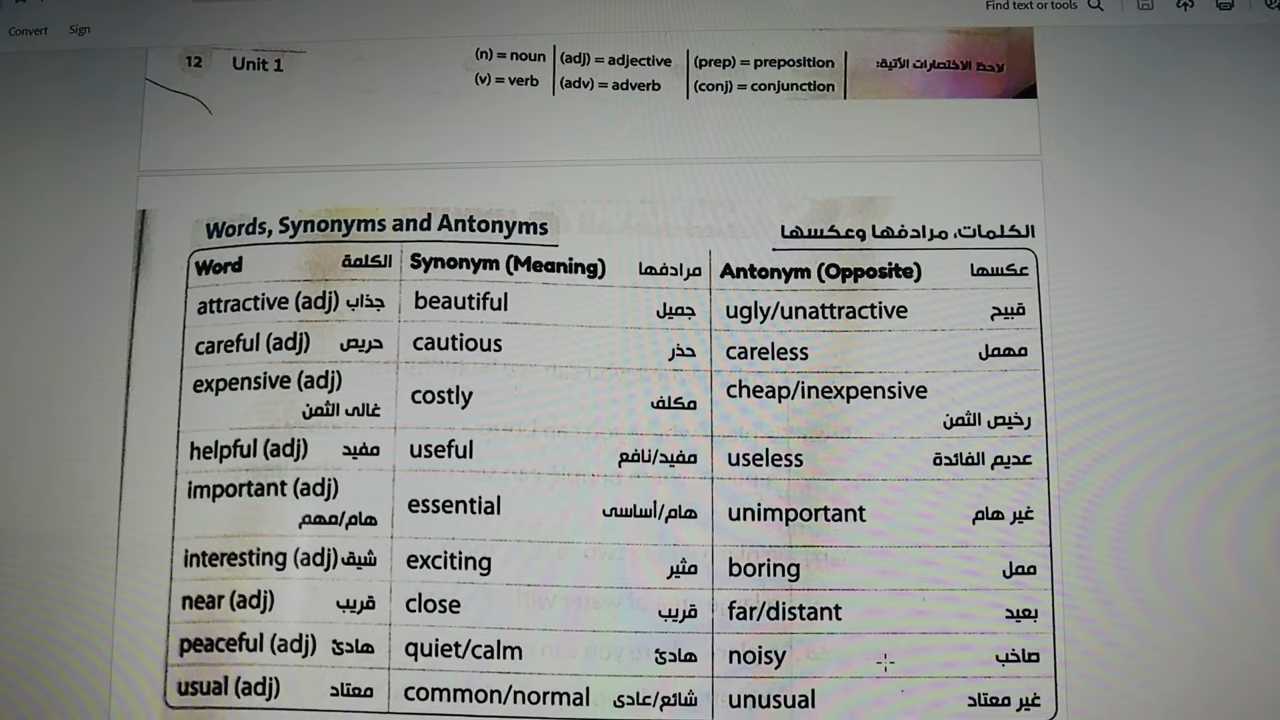 Find text or tools
Convert Sign
12 Unit 1 (n) = noun (adj) = adjective (prep) = preposition لاحظ الاختصارات الآتية:
(v) = verb (adv) = adverb (conj) = conjunction
Words, Synonyms and Antonyms الكلمات، مرادفها وعكسها
Word الكلمة Synonym (Meaning) مرادفها Antonym (Opposite) عكسها
attractive (adj) جذاب beautiful جميل ugly/unattractive قبيح
careful (adj) حريص cautious حذر careless مهمل
expensive (adj) costly مكلف cheap/inexpensive
غالى الثمن رخيص الثمن
helpful (adj) مفيد useful مفيد/نافع useless عديم الفائدة
important (adj) essential هام/أساسى unimportant غير هام
هام/مهم
interesting (adj) شيق exciting مثير boring ممل
near (adj) قريب close قريب far/distant بعيد
peaceful (adj) هادئ quiet/calm هادئ noisy صاخب
usual (adj) معتاد common/normal شائع/عادى unusual غير معتاد